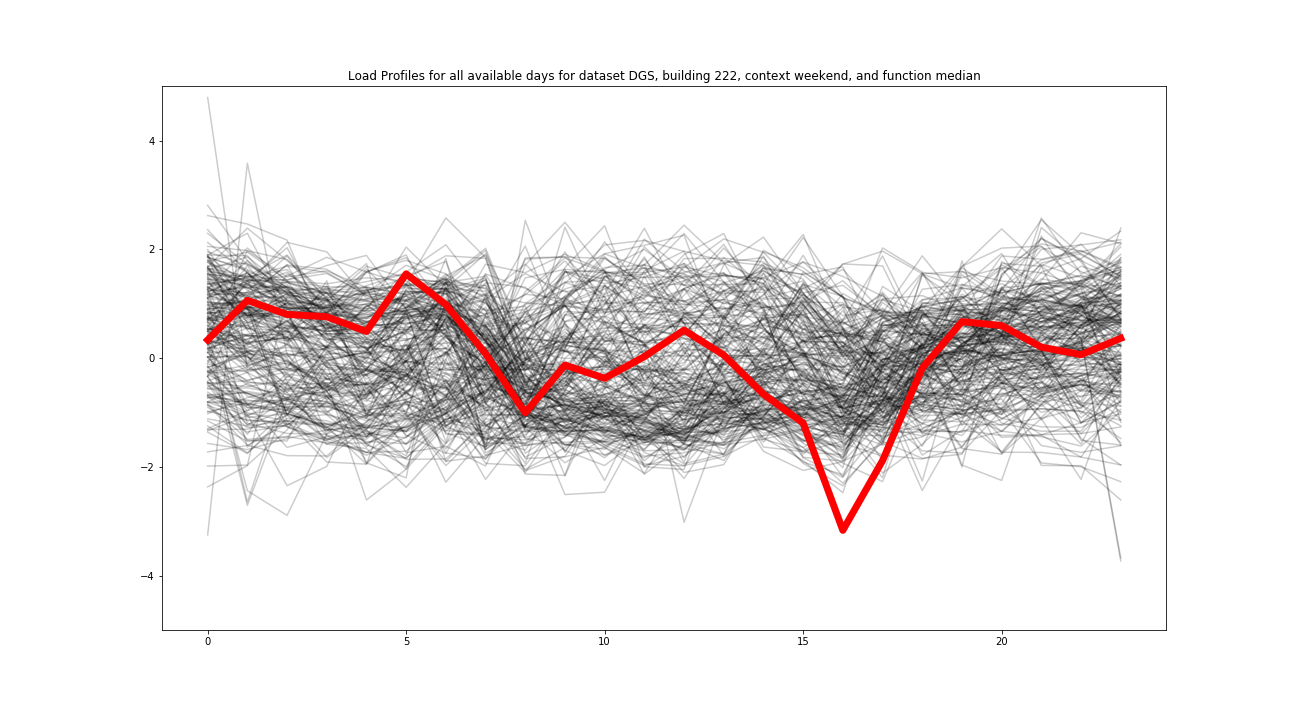 Load Profiles for all available days for dataset DGS, building 222, context weekend, and function median
4
2
0
−2
−4
0 5 10 15 20